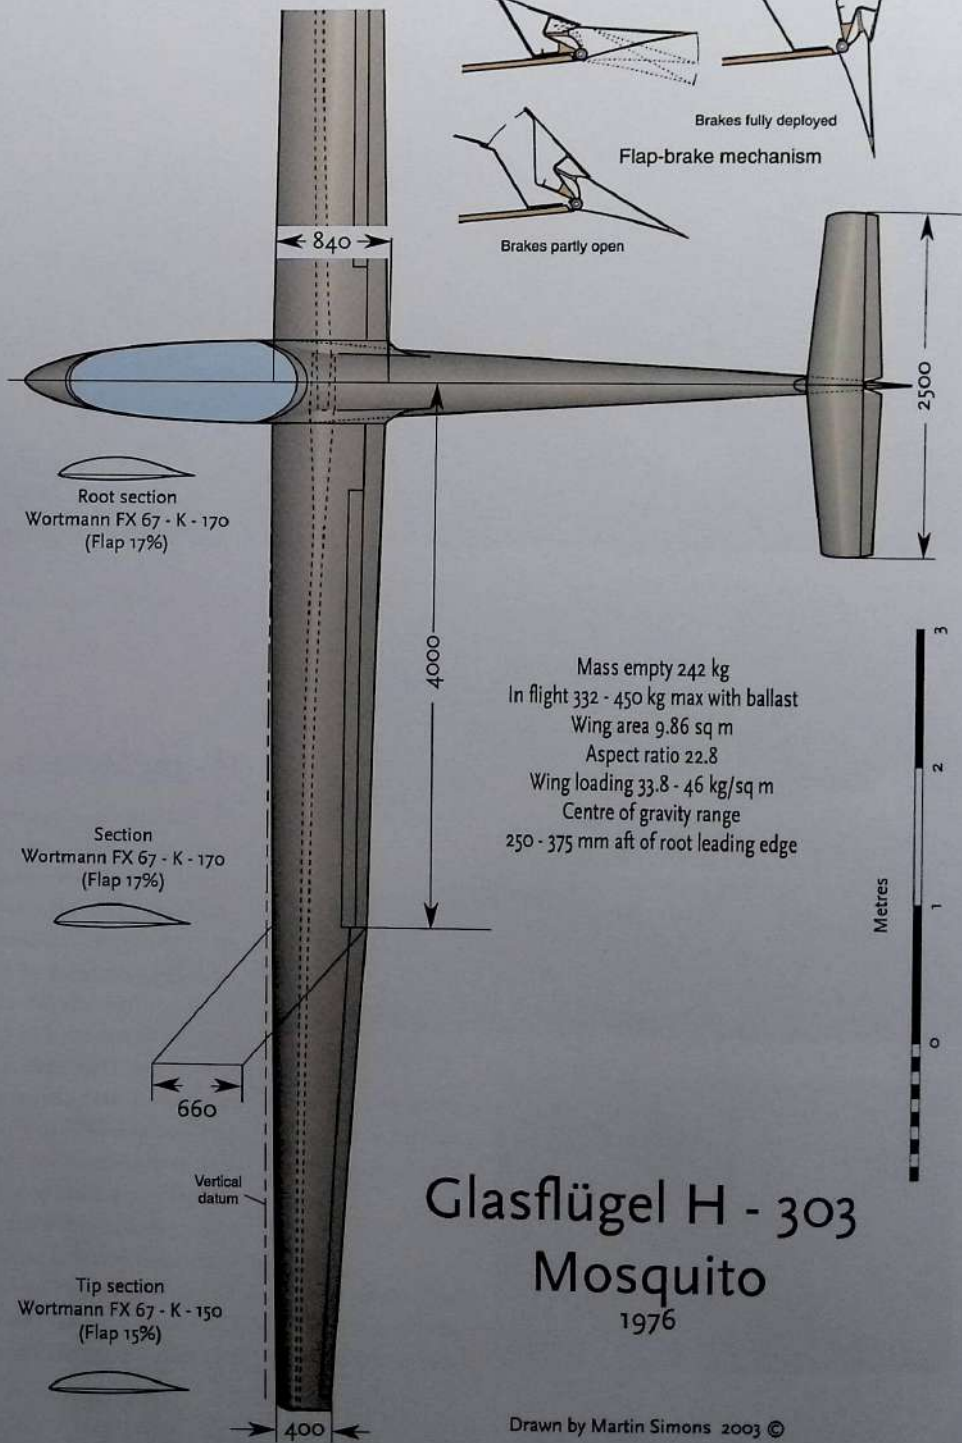 Brakes fully deployed
Flap-brake mechanism
Brakes partly open
840
2500
Root section
Wortmann FX 67 - K - 170
(Flap 17%)
4000
Mass empty 242 kg
In flight 332 - 450 kg max with ballast
Wing area 9.86 sq m
Aspect ratio 22.8
Wing loading 33.8 - 46 kg/sq m
Centre of gravity range
250 - 375 mm aft of root leading edge
3
2
1
0
Metres
Section
Wortmann FX 67 - K - 170
(Flap 17%)
660
Vertical
datum
Glasflügel H - 303
Mosquito
1976
Tip section
Wortmann FX 67 - K - 150
(Flap 15%)
400
Drawn by Martin Simons 2003 ©